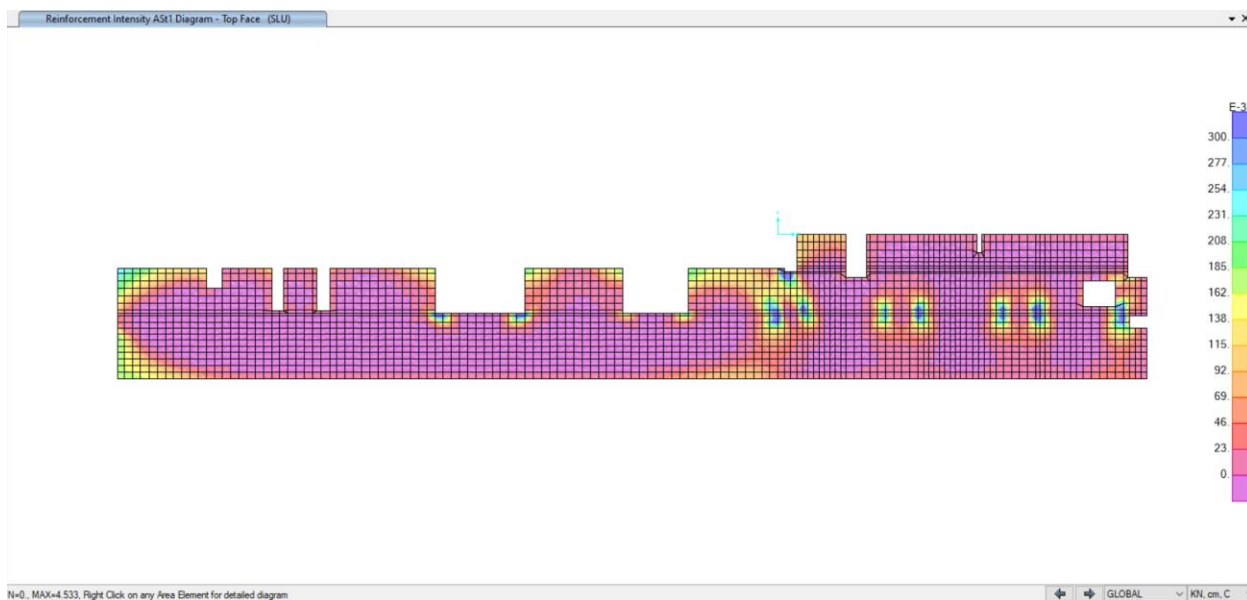 Reinforcement Intensity ASt1 Diagram - Top Face (SLU)
E-3
300.
277.
254.
231.
208.
185.
162.
138.
115.
92.
69.
46.
23.
0.
N=0., MAX=4.533, Right Click on any Area Element for detailed diagram
GLOBAL
KN, cm, C